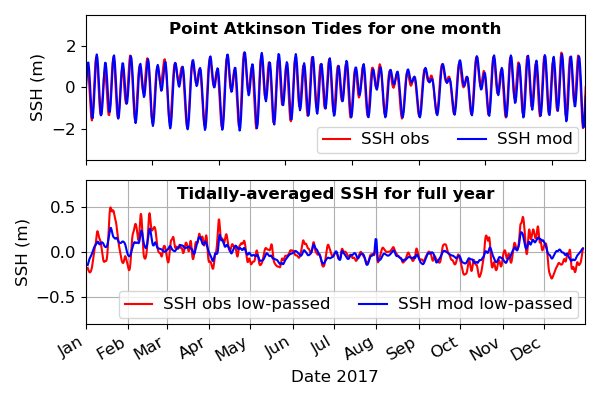 Point Atkinson Tides for one month
2
0
−2
SSH (m)
SSH obs
SSH mod
Tidally-averaged SSH for full year
0.5
0.0
−0.5
SSH (m)
SSH obs low-passed
SSH mod low-passed
Jan Feb Mar Apr May Jun Jul Aug Sep Oct Nov Dec
Date 2017